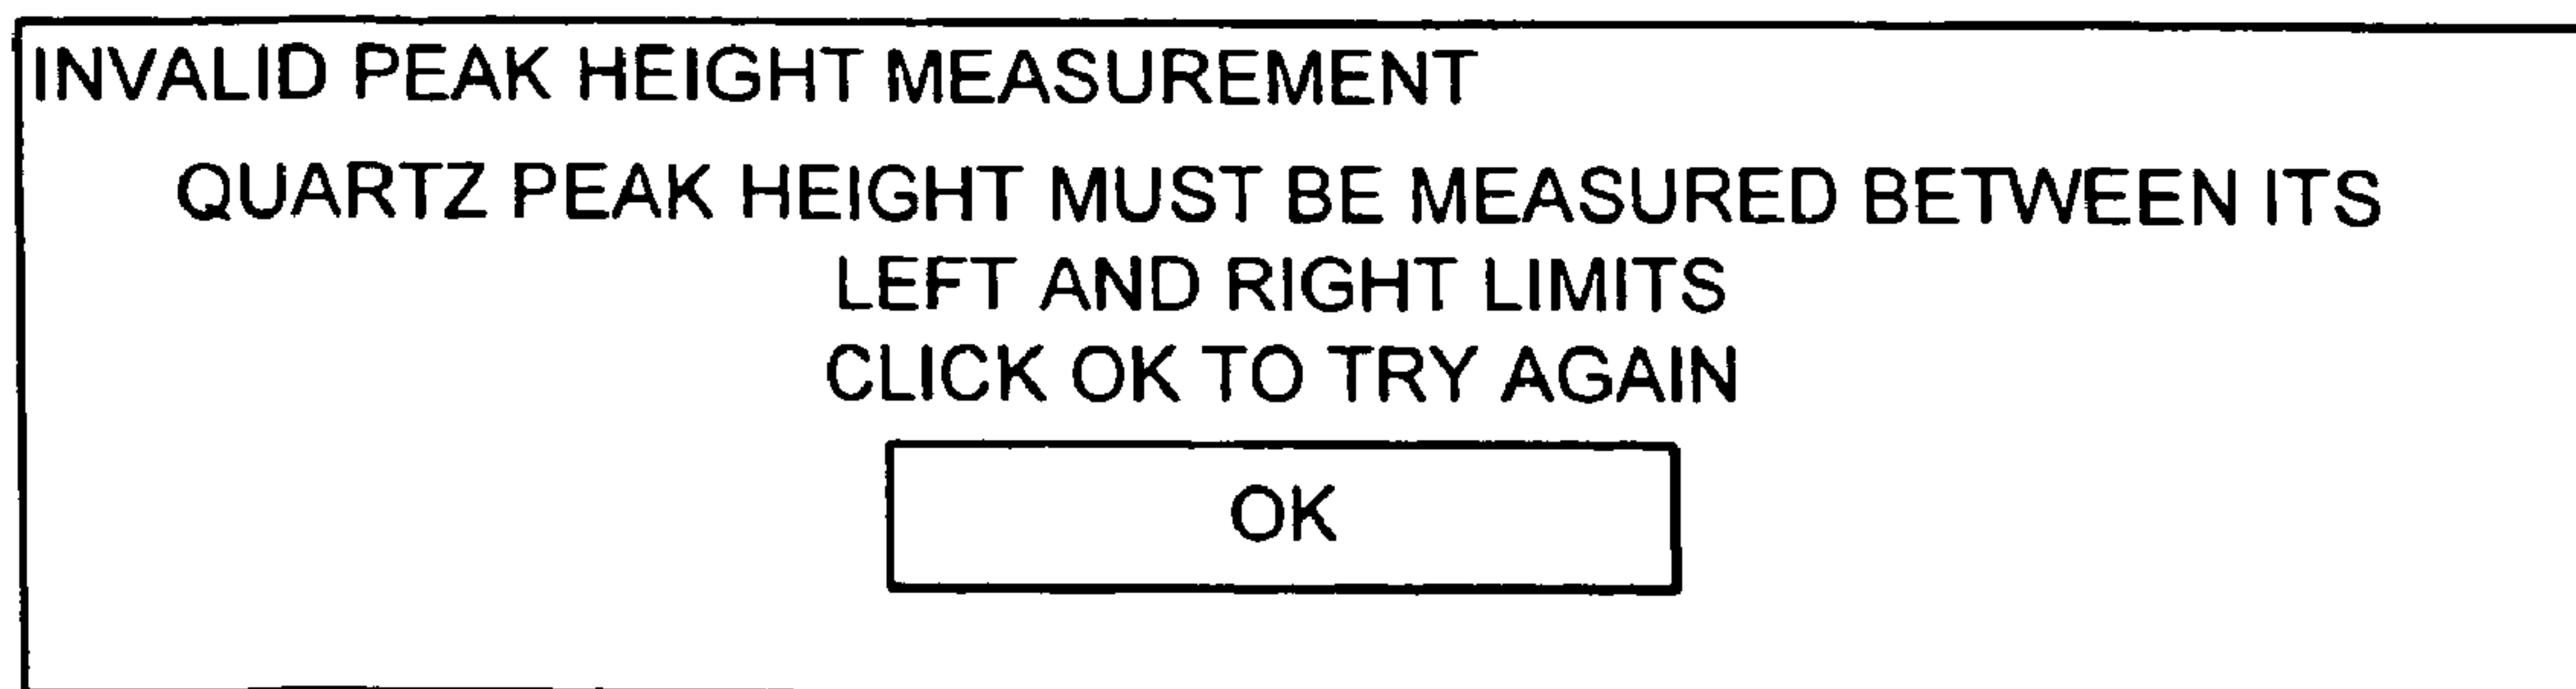 INVALID PEAK HEIGHT MEASUREMENT
QUARTZ PEAK HEIGHT MUST BE MEASURED BETWEEN ITS
LEFT AND RIGHT LIMITS
CLICK OK TO TRY AGAIN
OK